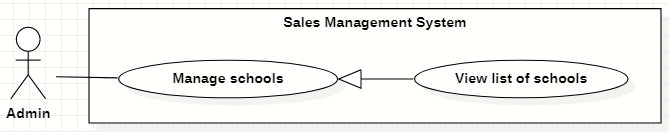 Sales Management System
Manage schools
View list of schools
Admin